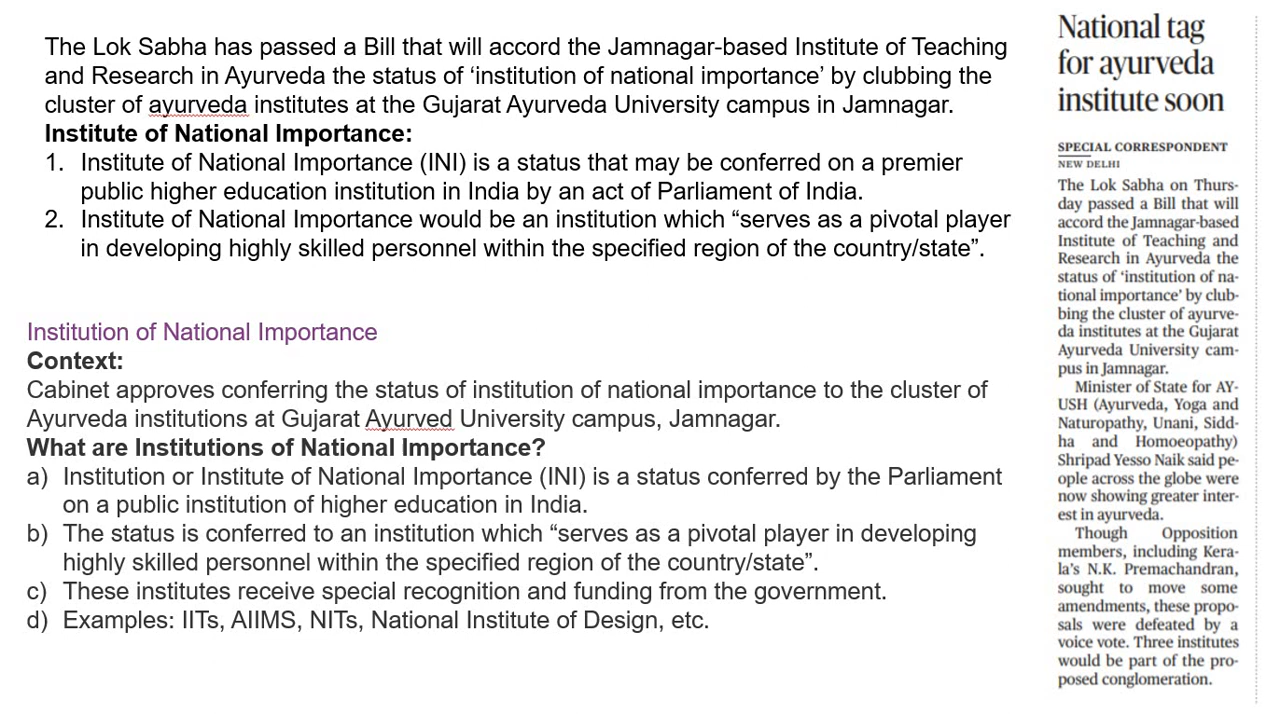 The Lok Sabha has passed a Bill that will accord the Jamnagar-based Institute of Teaching
and Research in Ayurveda the status of ‘institution of national importance’ by clubbing the
cluster of ayurveda institutes at the Gujarat Ayurveda University campus in Jamnagar.
Institute of National Importance:
1. Institute of National Importance (INI) is a status that may be conferred on a premier
public higher education institution in India by an act of Parliament of India.
2. Institute of National Importance would be an institution which “serves as a pivotal player
in developing highly skilled personnel within the specified region of the country/state”.
Institution of National Importance
Context:
Cabinet approves conferring the status of institution of national importance to the cluster of
Ayurveda institutions at Gujarat Ayurved University campus, Jamnagar.
What are Institutions of National Importance?
a) Institution or Institute of National Importance (INI) is a status conferred by the Parliament
on a public institution of higher education in India.
b) The status is conferred to an institution which “serves as a pivotal player in developing
highly skilled personnel within the specified region of the country/state”.
c) These institutes receive special recognition and funding from the government.
d) Examples: IITs, AIIMS, NITs, National Institute of Design, etc.
National tag
for ayurveda
institute soon
SPECIAL CORRESPONDENT
NEW DELHI
The Lok Sabha on Thurs-
day passed a Bill that will
accord the Jamnagar-based
Institute of Teaching and
Research in Ayurveda the
status of ‘institution of na-
tional importance’ by club-
bing the cluster of ayurve-
da institutes at the Gujarat
Ayurveda University cam-
pus in Jamnagar.
Minister of State for AY-
USH (Ayurveda, Yoga and
Naturopathy, Unani, Sidd-
ha and Homoeopathy)
Shripad Yesso Naik said pe-
ople across the globe were
now showing greater inter-
est in ayurveda.
Though Opposition
members, including Kera-
la’s N.K. Premachandran,
sought to move some
amendments, these propo-
sals were defeated by a
voice vote. Three institutes
would be part of the pro-
posed conglomeration.